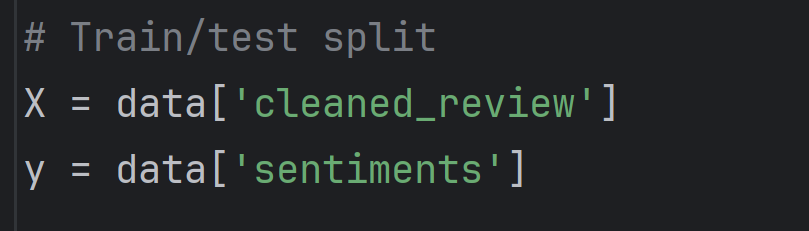 # Train/test split
X = data['cleaned_review']
y = data['sentiments']